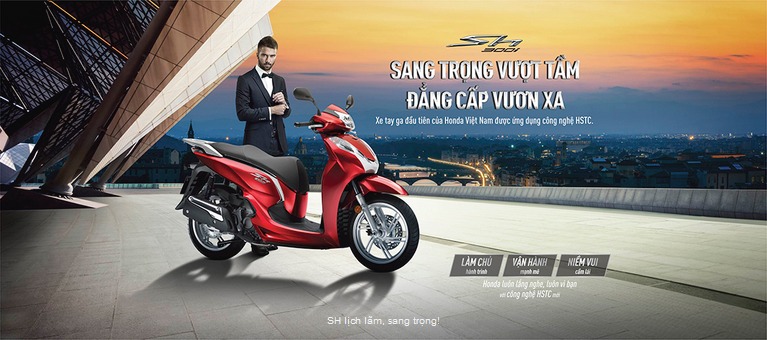 SH
300i
SANG TRỌNG VƯỢT TẦM
ĐẲNG CẤP VƯƠN XA
Xe tay ga đầu tiên của Honda Việt Nam được ứng dụng công nghệ HSTC.
LÀM CHỦ
hành trình
VẬN HÀNH
mạnh mẽ
NIỀM VUI
cầm lái
Honda luôn lắng nghe, luôn vì bạn
với công nghệ HSTC mới
SH lịch lãm, sang trọng!